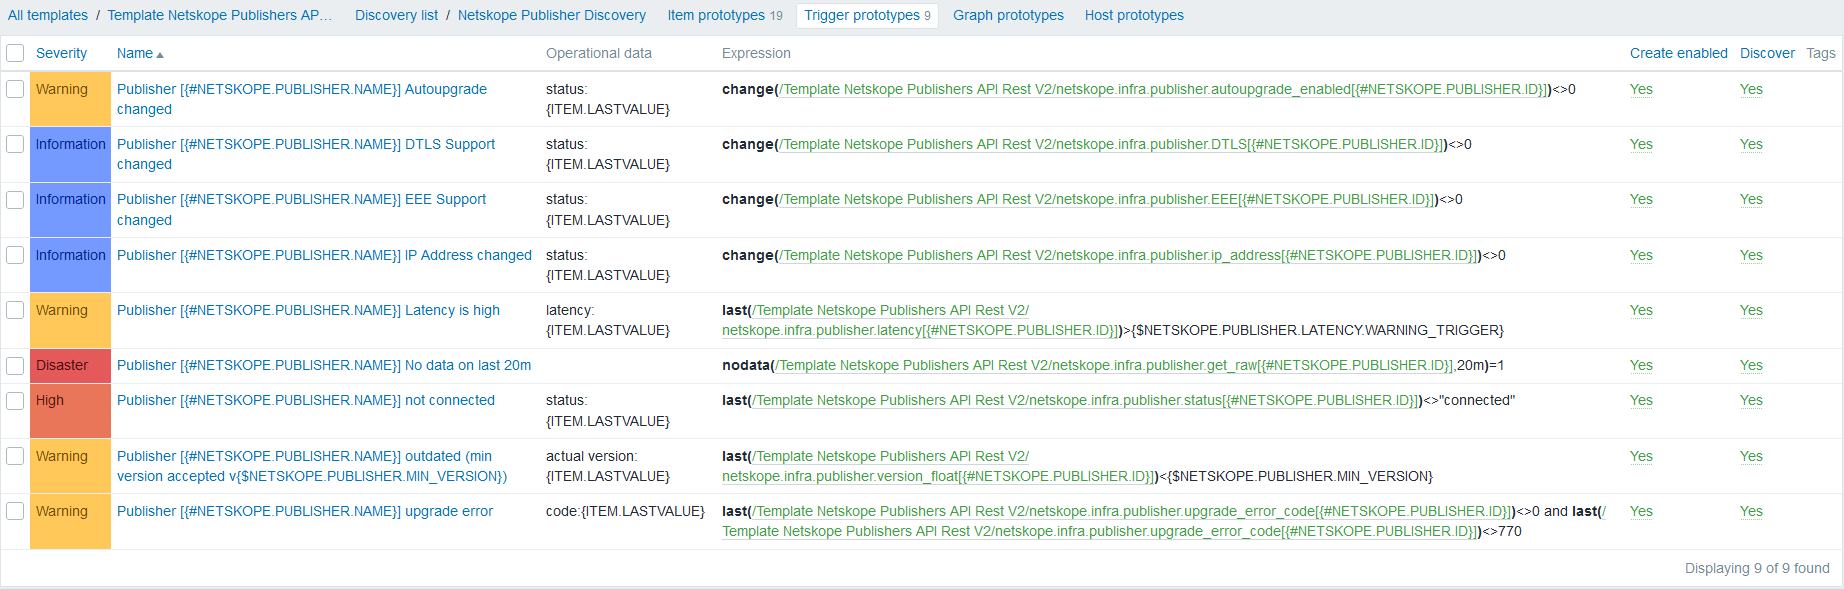 All templates / Template Netskope Publishers AP... Discovery list / Netskope Publisher Discovery Item prototypes 19 Trigger prototypes 9 Graph prototypes Host prototypes
Severity Name Operational data Expression Create enabled Discover Tags
Warning Publisher [{#NETSKOPE.PUBLISHER.NAME}] Autoupgrade status: change(/Template Netskope Publishers API Rest V2/netskope.infra.publisher.autoupgrade_enabled[{#NETSKOPE.PUBLISHER.ID}])<>0 Yes Yes
changed {ITEM.LASTVALUE}
Information Publisher [{#NETSKOPE.PUBLISHER.NAME}] DTLS Support status: change(/Template Netskope Publishers API Rest V2/netskope.infra.publisher.DTLS[{#NETSKOPE.PUBLISHER.ID}])<>0 Yes Yes
changed {ITEM.LASTVALUE}
Information Publisher [{#NETSKOPE.PUBLISHER.NAME}] EEE Support status: change(/Template Netskope Publishers API Rest V2/netskope.infra.publisher.EEE[{#NETSKOPE.PUBLISHER.ID}])<>0 Yes Yes
changed {ITEM.LASTVALUE}
Information Publisher [{#NETSKOPE.PUBLISHER.NAME}] IP Address changed status: change(/Template Netskope Publishers API Rest V2/netskope.infra.publisher.ip_address[{#NETSKOPE.PUBLISHER.ID}])<>0 Yes Yes
{ITEM.LASTVALUE}
Warning Publisher [{#NETSKOPE.PUBLISHER.NAME}] Latency is high latency: last(/Template Netskope Publishers API Rest V2/ Yes Yes
{ITEM.LASTVALUE} netskope.infra.publisher.latency[{#NETSKOPE.PUBLISHER.ID}])>{$NETSKOPE.PUBLISHER.LATENCY.WARNING_TRIGGER}
Disaster Publisher [{#NETSKOPE.PUBLISHER.NAME}] No data on last 20m nodata(/Template Netskope Publishers API Rest V2/netskope.infra.publisher.get_raw[{#NETSKOPE.PUBLISHER.ID}],20m)=1 Yes Yes
High Publisher [{#NETSKOPE.PUBLISHER.NAME}] not connected status: last(/Template Netskope Publishers API Rest V2/netskope.infra.publisher.status[{#NETSKOPE.PUBLISHER.ID}])<>"connected" Yes Yes
{ITEM.LASTVALUE}
Warning Publisher [{#NETSKOPE.PUBLISHER.NAME}] outdated (min actual version: last(/Template Netskope Publishers API Rest V2/ Yes Yes
version accepted v{$NETSKOPE.PUBLISHER.MIN_VERSION}) {ITEM.LASTVALUE} netskope.infra.publisher.version_float[{#NETSKOPE.PUBLISHER.ID}])<{$NETSKOPE.PUBLISHER.MIN_VERSION}
Warning Publisher [{#NETSKOPE.PUBLISHER.NAME}] upgrade error code:{ITEM.LASTVALUE} last(/Template Netskope Publishers API Rest V2/netskope.infra.publisher.upgrade_error_code[{#NETSKOPE.PUBLISHER.ID}])<>0 and last(/ Yes Yes
Template Netskope Publishers API Rest V2/netskope.infra.publisher.upgrade_error_code[{#NETSKOPE.PUBLISHER.ID}])<>770
Displaying 9 of 9 found